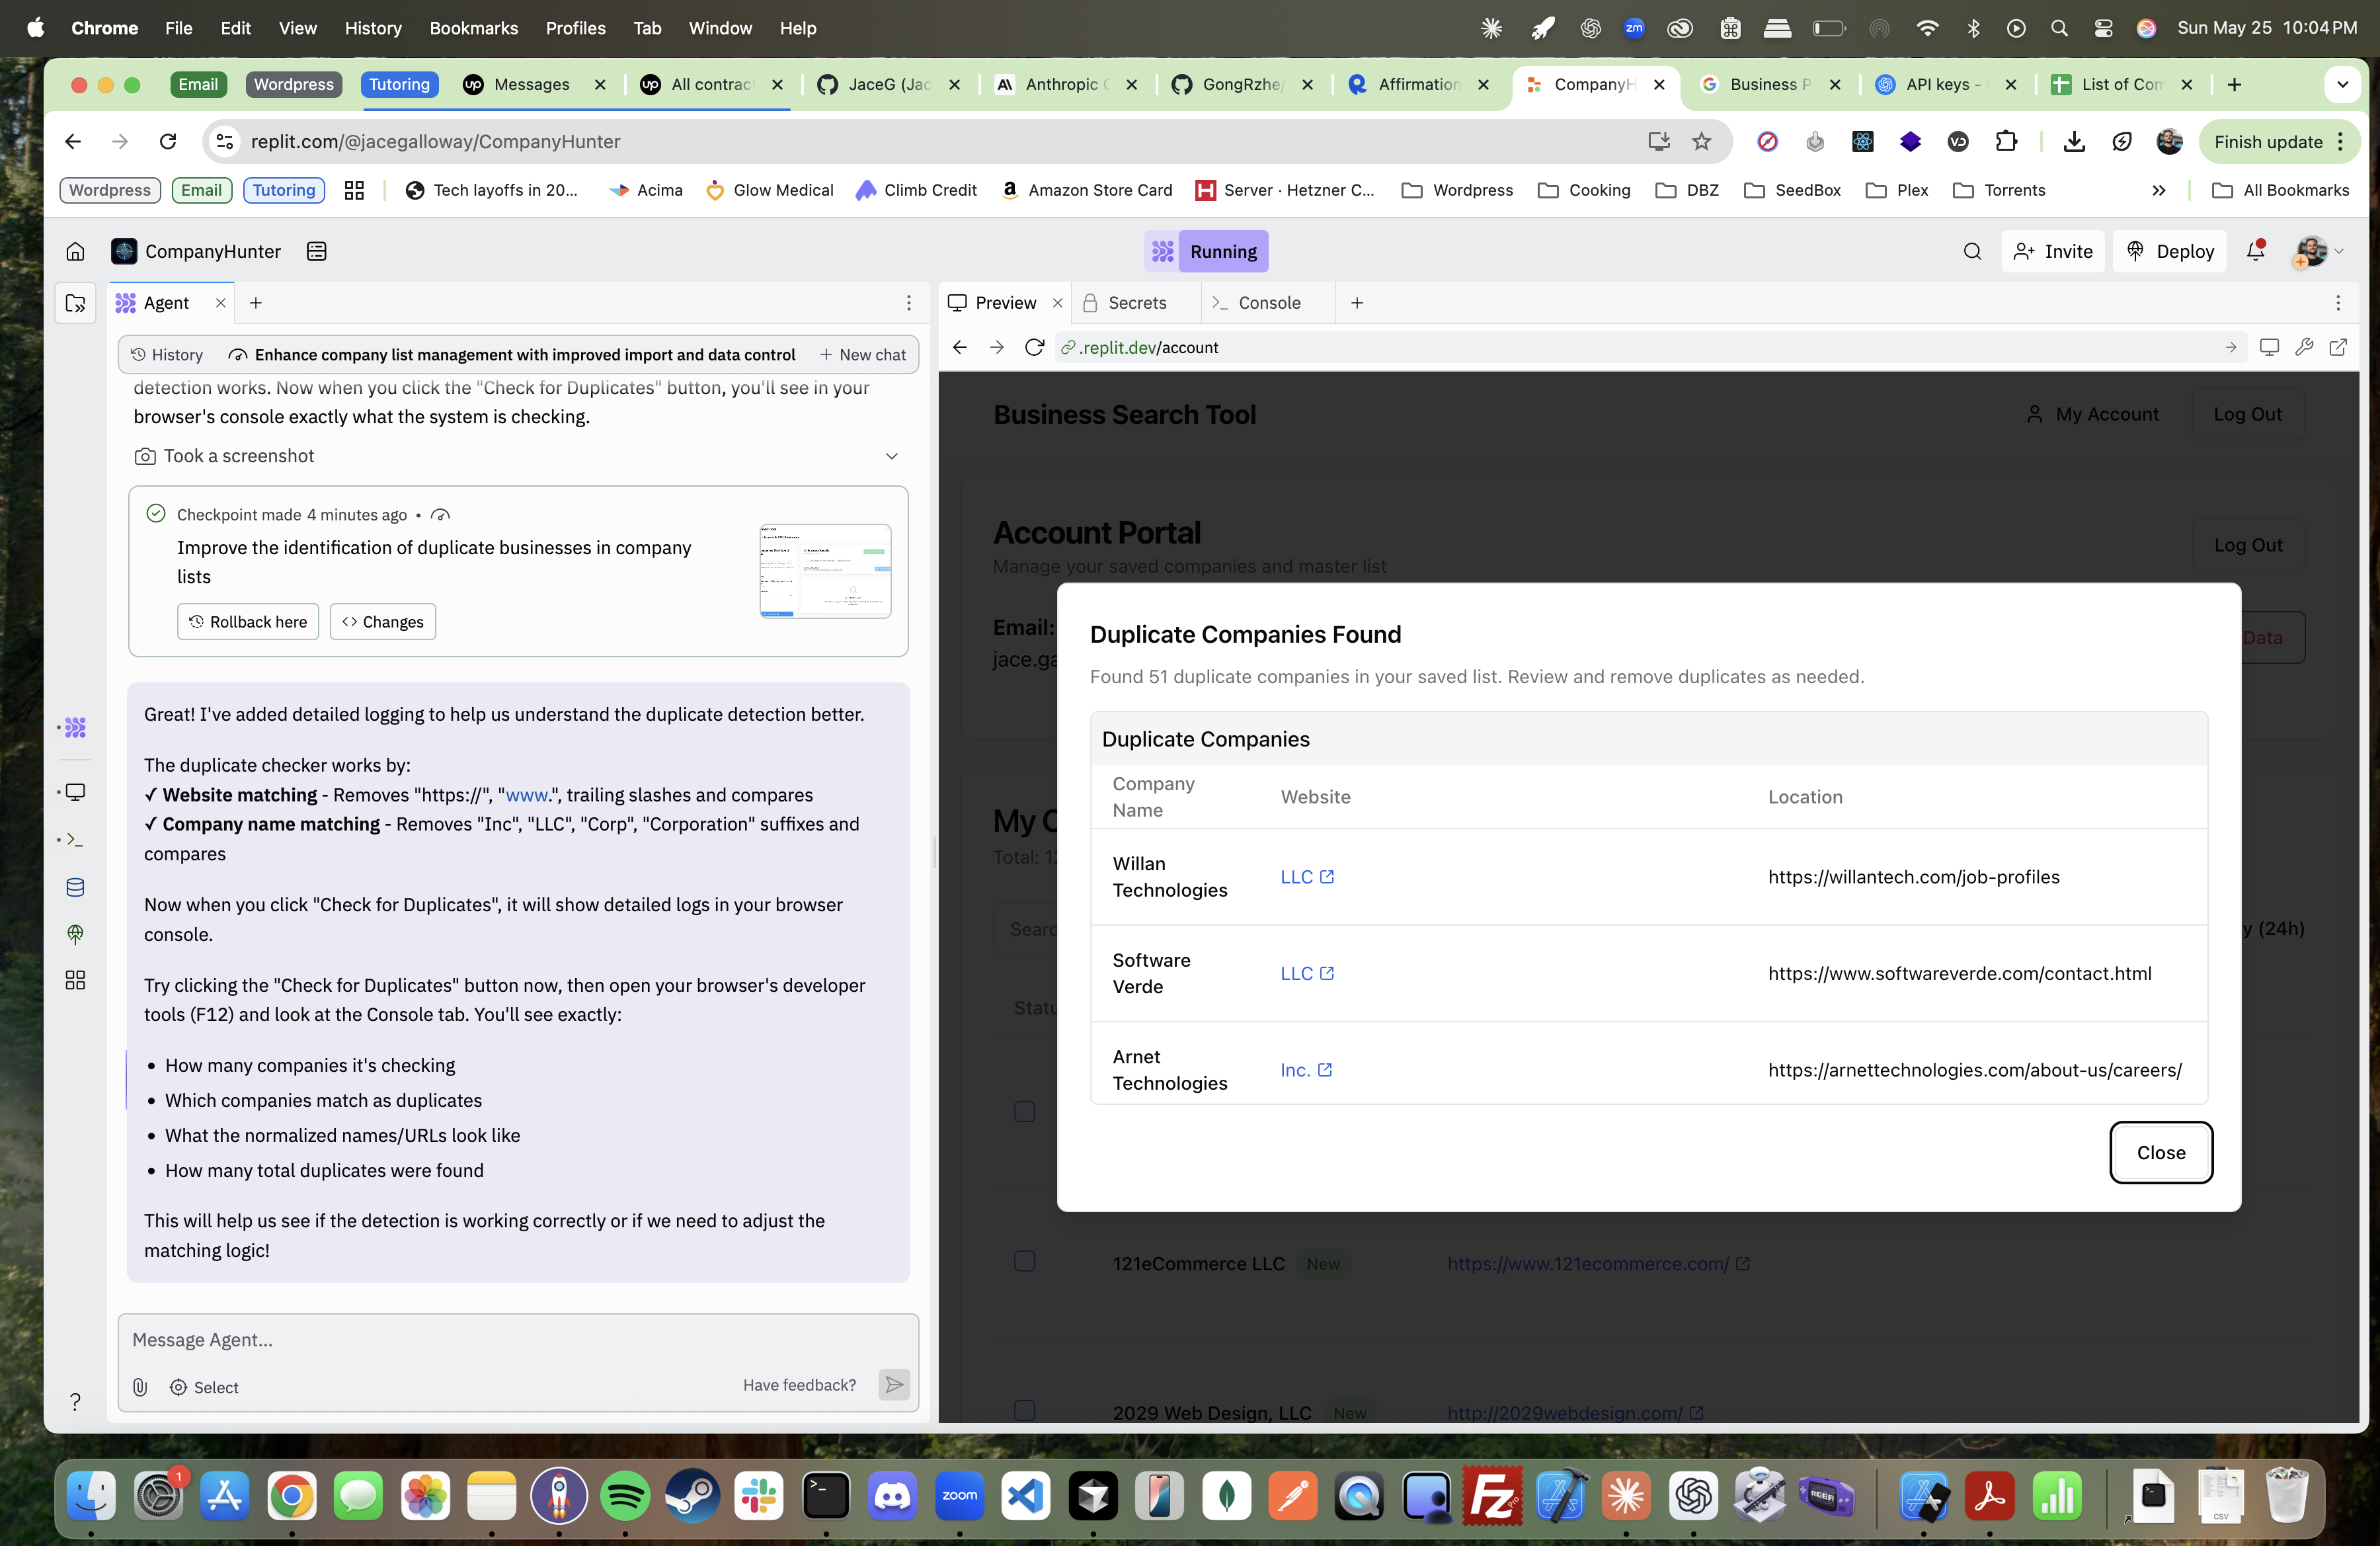 Chrome File Edit View History Bookmarks Profiles Tab Window Help
zm
Sun May 25 10:04 PM
Email Wordpress Tutoring
Messages
All contrac
JaceG (Jac
Anthropic
GongRzhe/
Affirmation
CompanyH
Business P
API keys -
List of Com
replit.com/@jacegalloway/CompanyHunter
Finish update
Wordpress Email Tutoring
Tech layoffs in 20...
Acima
Glow Medical
Climb Credit
Amazon Store Card
Server · Hetzner C...
Wordpress
Cooking
DBZ
SeedBox
Plex
Torrents
All Bookmarks
CompanyHunter
Running
Invite
Deploy
Agent
History
Enhance company list management with improved import and data control
New chat
detection works. Now when you click the "Check for Duplicates" button, you'll see in your
browser's console exactly what the system is checking.
Took a screenshot
Checkpoint made 4 minutes ago •
Improve the identification of duplicate businesses in company
lists
Rollback here
Changes
Great! I've added detailed logging to help us understand the duplicate detection better.
The duplicate checker works by:
✓ Website matching - Removes "https://", "www.", trailing slashes and compares
✓ Company name matching - Removes "Inc", "LLC", "Corp", "Corporation" suffixes and
compares
Now when you click "Check for Duplicates", it will show detailed logs in your browser
console.
Try clicking the "Check for Duplicates" button now, then open your browser's developer
tools (F12) and look at the Console tab. You'll see exactly:
• How many companies it's checking
• Which companies match as duplicates
• What the normalized names/URLs look like
• How many total duplicates were found
This will help us see if the detection is working correctly or if we need to adjust the
matching logic!
Message Agent...
Select
Have feedback?
?
Preview
Secrets
Console
.replit.dev/account
Business Search Tool
My Account
Log Out
Account Portal
Manage your saved companies and master list
Log Out
Email:
jace.ga
Data
Duplicate Companies Found
Found 51 duplicate companies in your saved list. Review and remove duplicates as needed.
Duplicate Companies
Company
Name
Website
Location
Willan
Technologies
LLC
https://willantech.com/job-profiles
Software
Verde
LLC
https://www.softwareverde.com/contact.html
Arnet
Technologies
Inc.
https://arnettechnologies.com/about-us/careers/
Close
My C
Total: 12
Searc
y (24h)
Statu
121eCommerce LLC New
https://www.121ecommerce.com/
2029 Web Design, LLC New
http://2029webdesign.com/
1
zoom
Fz
Pro
CSV